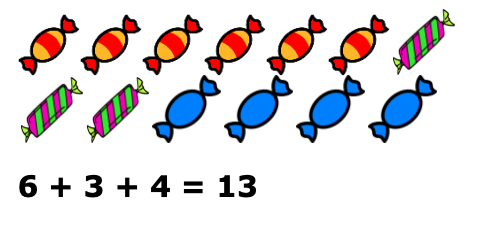 6 + 3 + 4 = 13